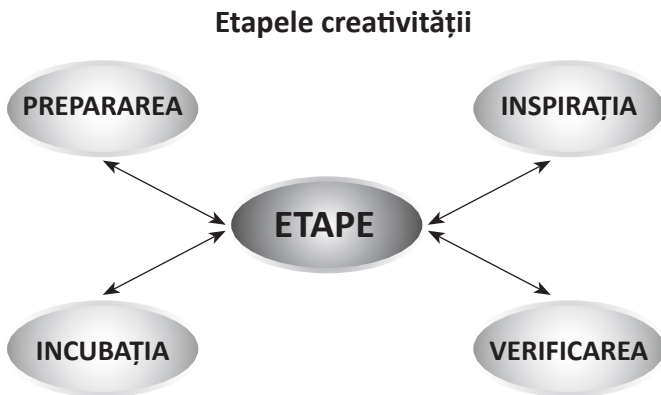 Etapele creativității
PREPARAREA
INSPIRAȚIA
ETAPE
INCUBAȚIA
VERIFICAREA